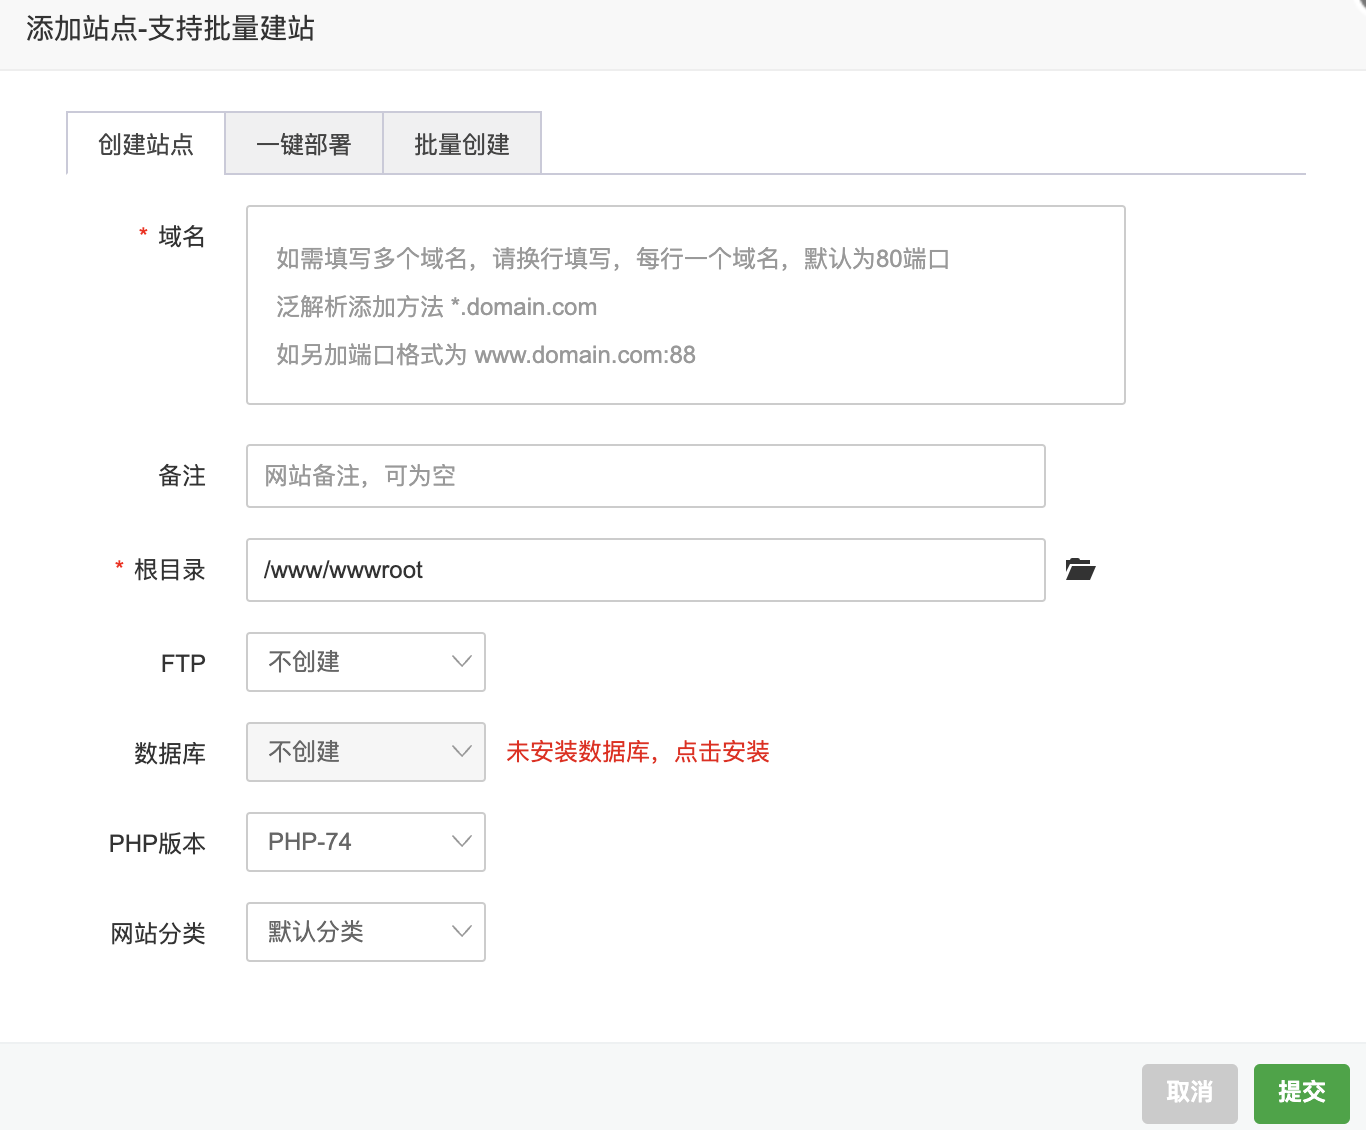 添加站点-支持批量建站
创建站点 一键部署 批量创建
* 域名
如需填写多个域名，请换行填写，每行一个域名，默认为80端口
泛解析添加方法 *.domain.com
如另加端口格式为 www.domain.com:88
备注 网站备注，可为空
* 根目录 /www/wwwroot
FTP 不创建
数据库 不创建 未安装数据库，点击安装
PHP版本 PHP-74
网站分类 默认分类
取消 提交